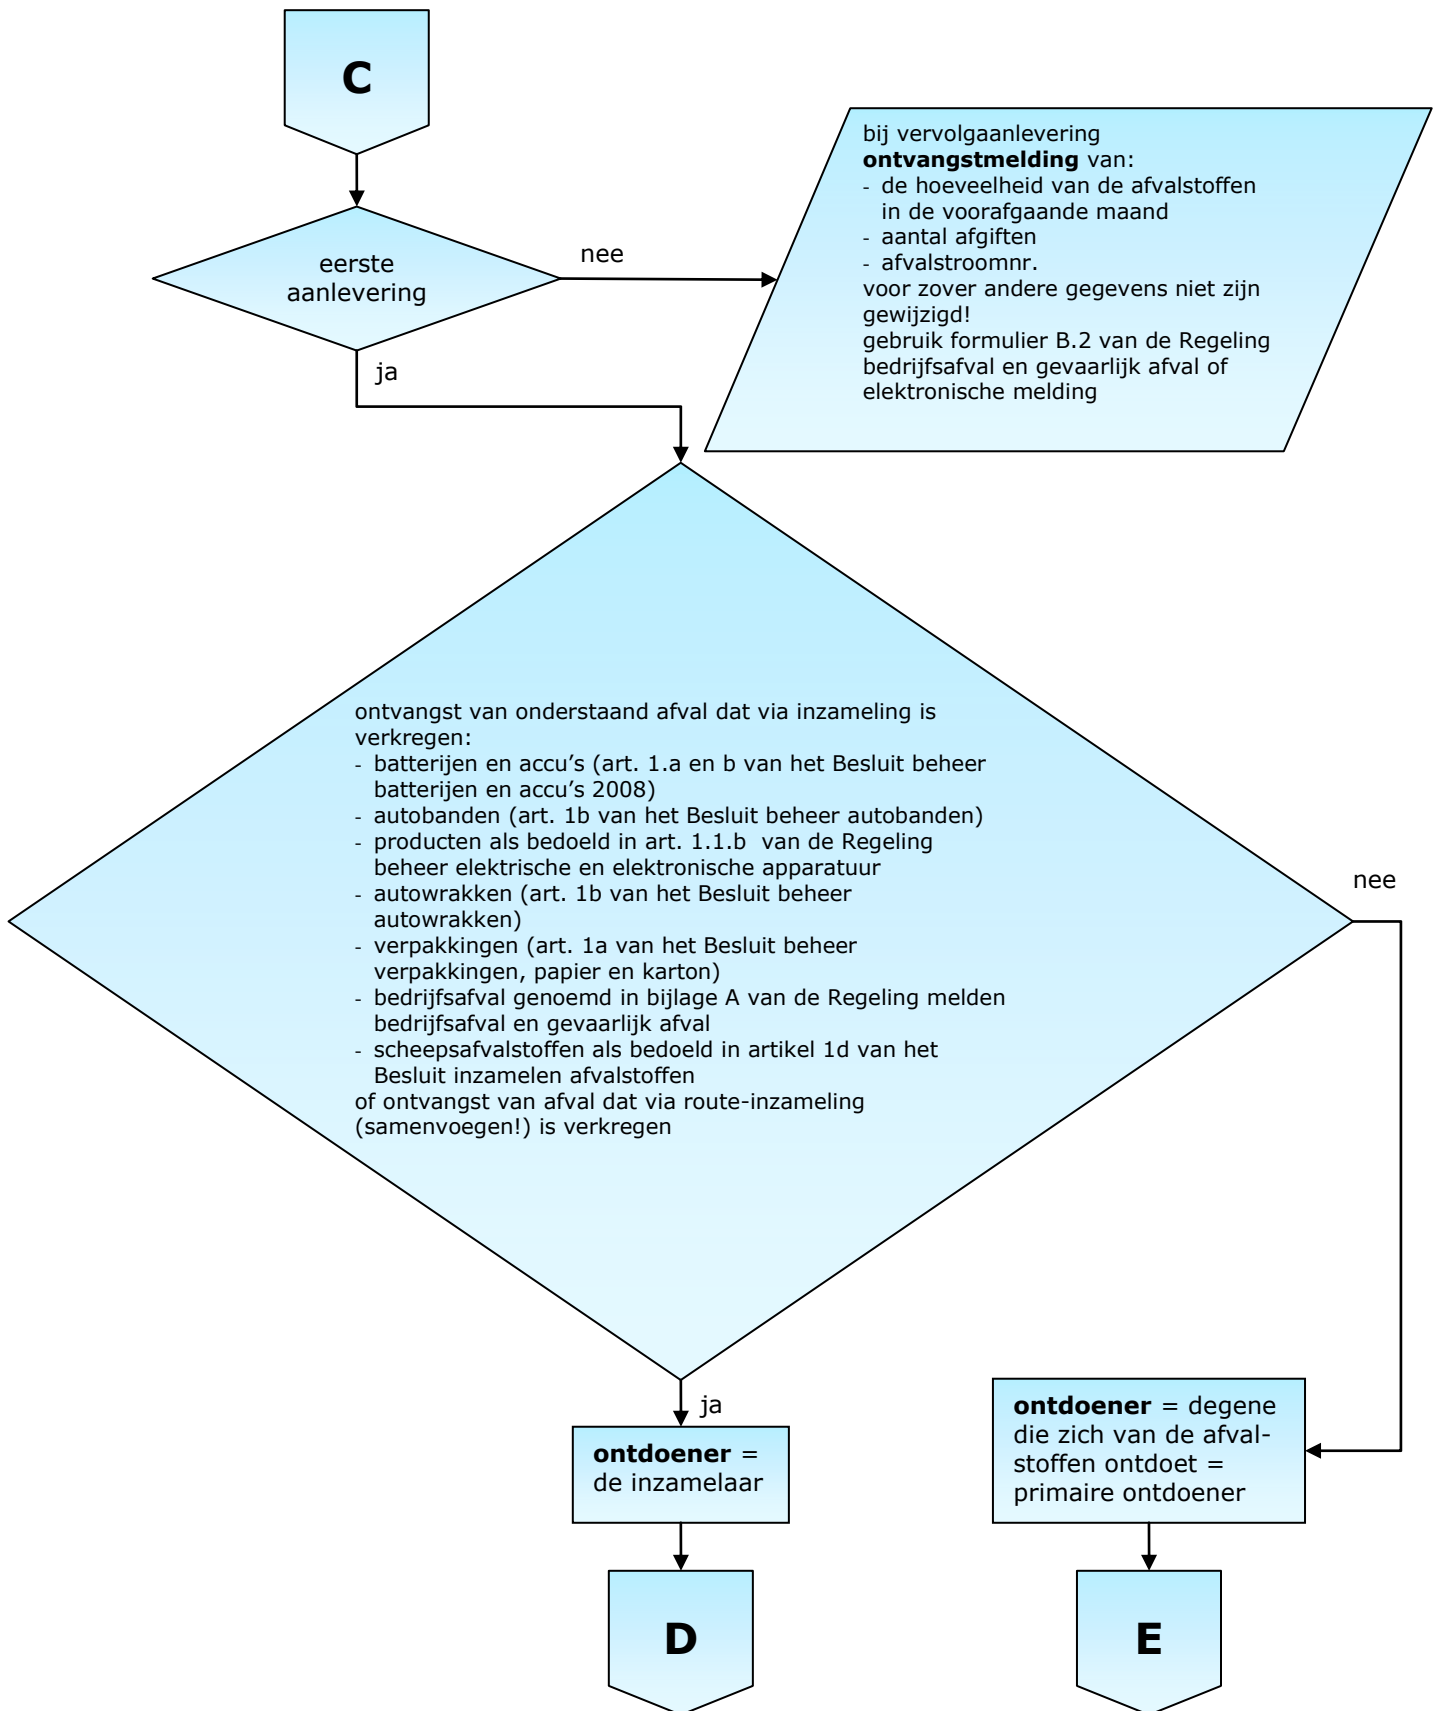 C
bij vervolgaanlevering
ontvangstmelding van:
- de hoeveelheid van de afvalstoffen
in de voorafgaande maand
- aantal afgiften
- afvalstroomnr.
voor zover andere gegevens niet zijn
gewijzigd!
gebruik formulier B.2 van de Regeling
bedrijfsafval en gevaarlijk afval of
elektronische melding
nee
eerste
aanlevering
ja
ontvangst van onderstaand afval dat via inzameling is
verkregen:
- batterijen en accu’s (art. 1.a en b van het Besluit beheer
batterijen en accu’s 2008)
- autobanden (art. 1b van het Besluit beheer autobanden)
- producten als bedoeld in art. 1.1.b van de Regeling
beheer elektrische en elektronische apparatuur
- autowrakken (art. 1b van het Besluit beheer
autowrakken)
- verpakkingen (art. 1a van het Besluit beheer
verpakkingen, papier en karton)
- bedrijfsafval genoemd in bijlage A van de Regeling melden
bedrijfsafval en gevaarlijk afval
- scheepsafvalstoffen als bedoeld in artikel 1d van het
Besluit inzamelen afvalstoffen
of ontvangst van afval dat via route-inzameling
(samenvoegen!) is verkregen
nee
ja
ontdoener =
de inzamelaar
ontdoener = degene
die zich van de afval-
stoffen ontdoet =
primaire ontdoener
D
E